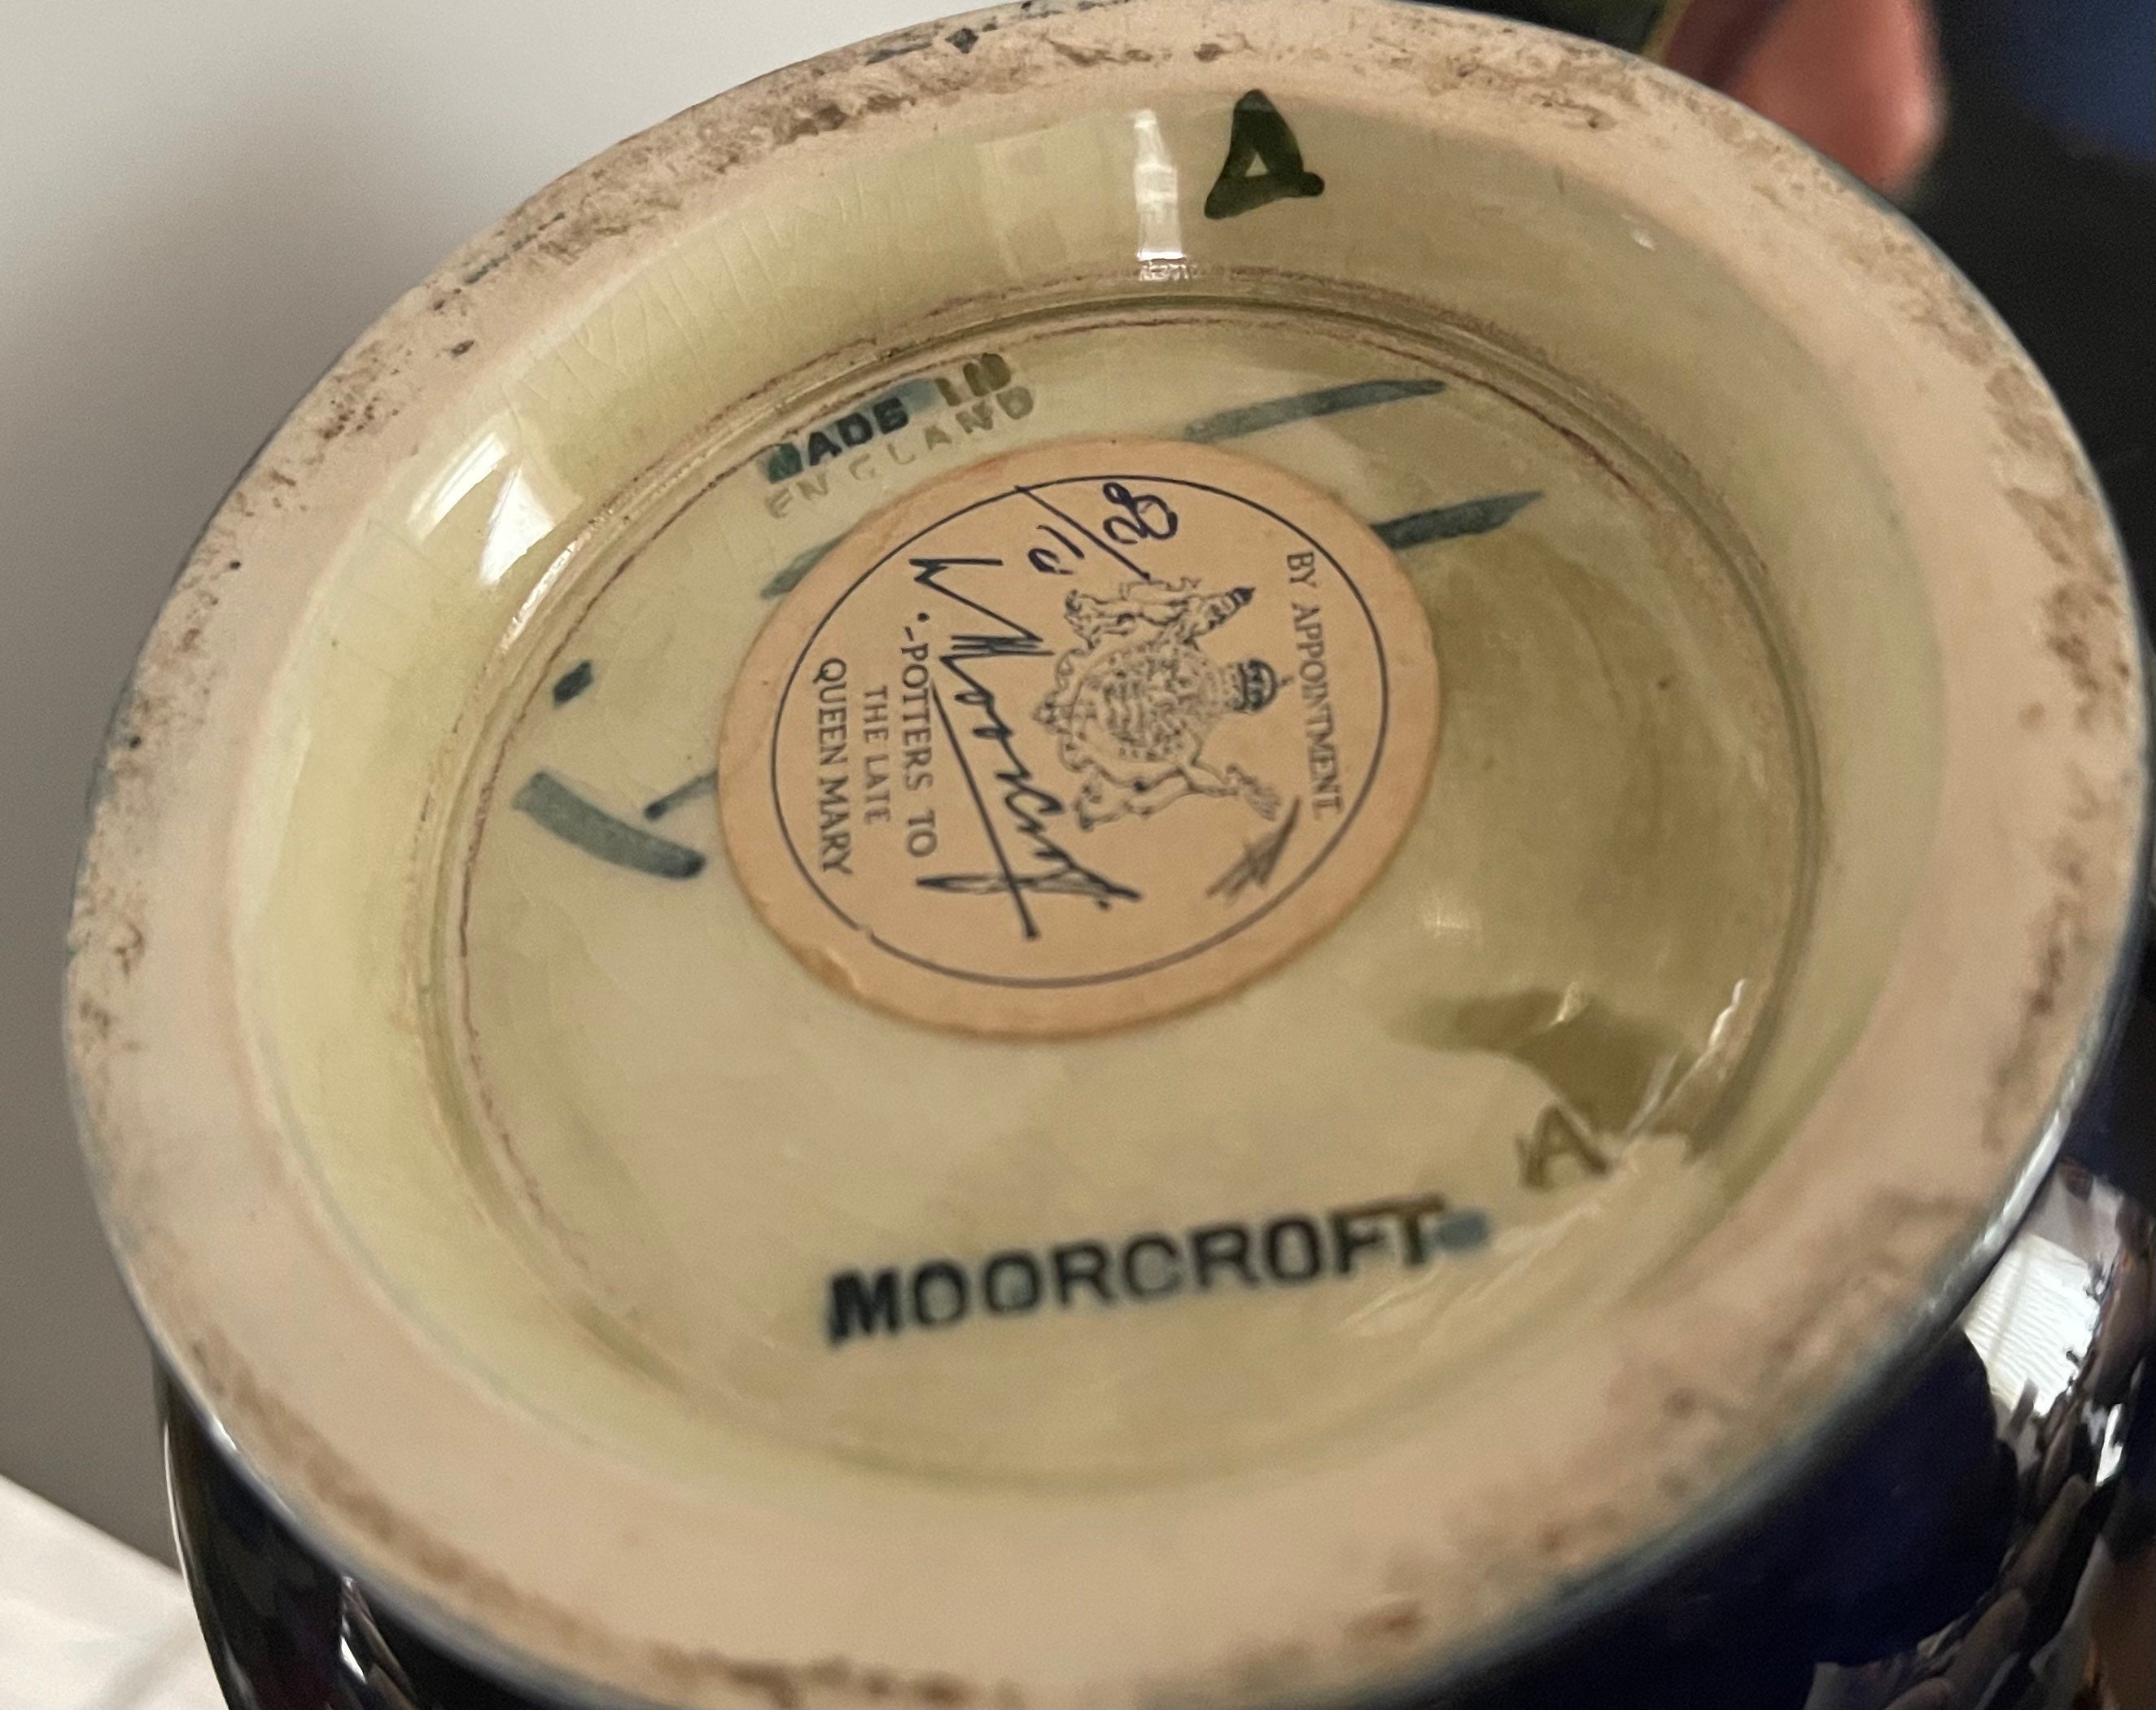 A
MADE IN
ENGLAND
BY APPOINTMENT
W. Moorcroft
-POTTERS TO
THE LATE
QUEEN MARY
A
MOORCROFT